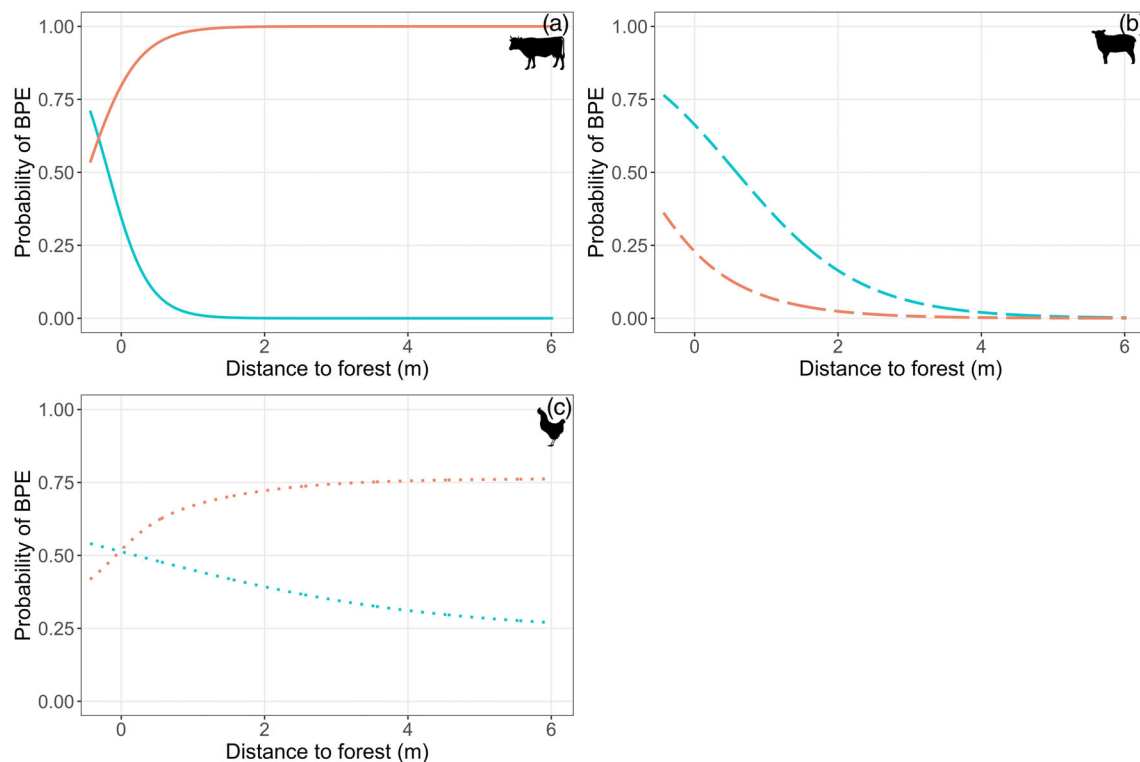 (a)
1.00
0.75
0.50
0.25
0.00
Probability of BPE
0 2 4 6
Distance to forest (m)
(b)
1.00
0.75
0.50
0.25
0.00
Probability of BPE
0 2 4 6
Distance to forest (m)
(c)
1.00
0.75
0.50
0.25
0.00
Probability of BPE
0 2 4 6
Distance to forest (m)